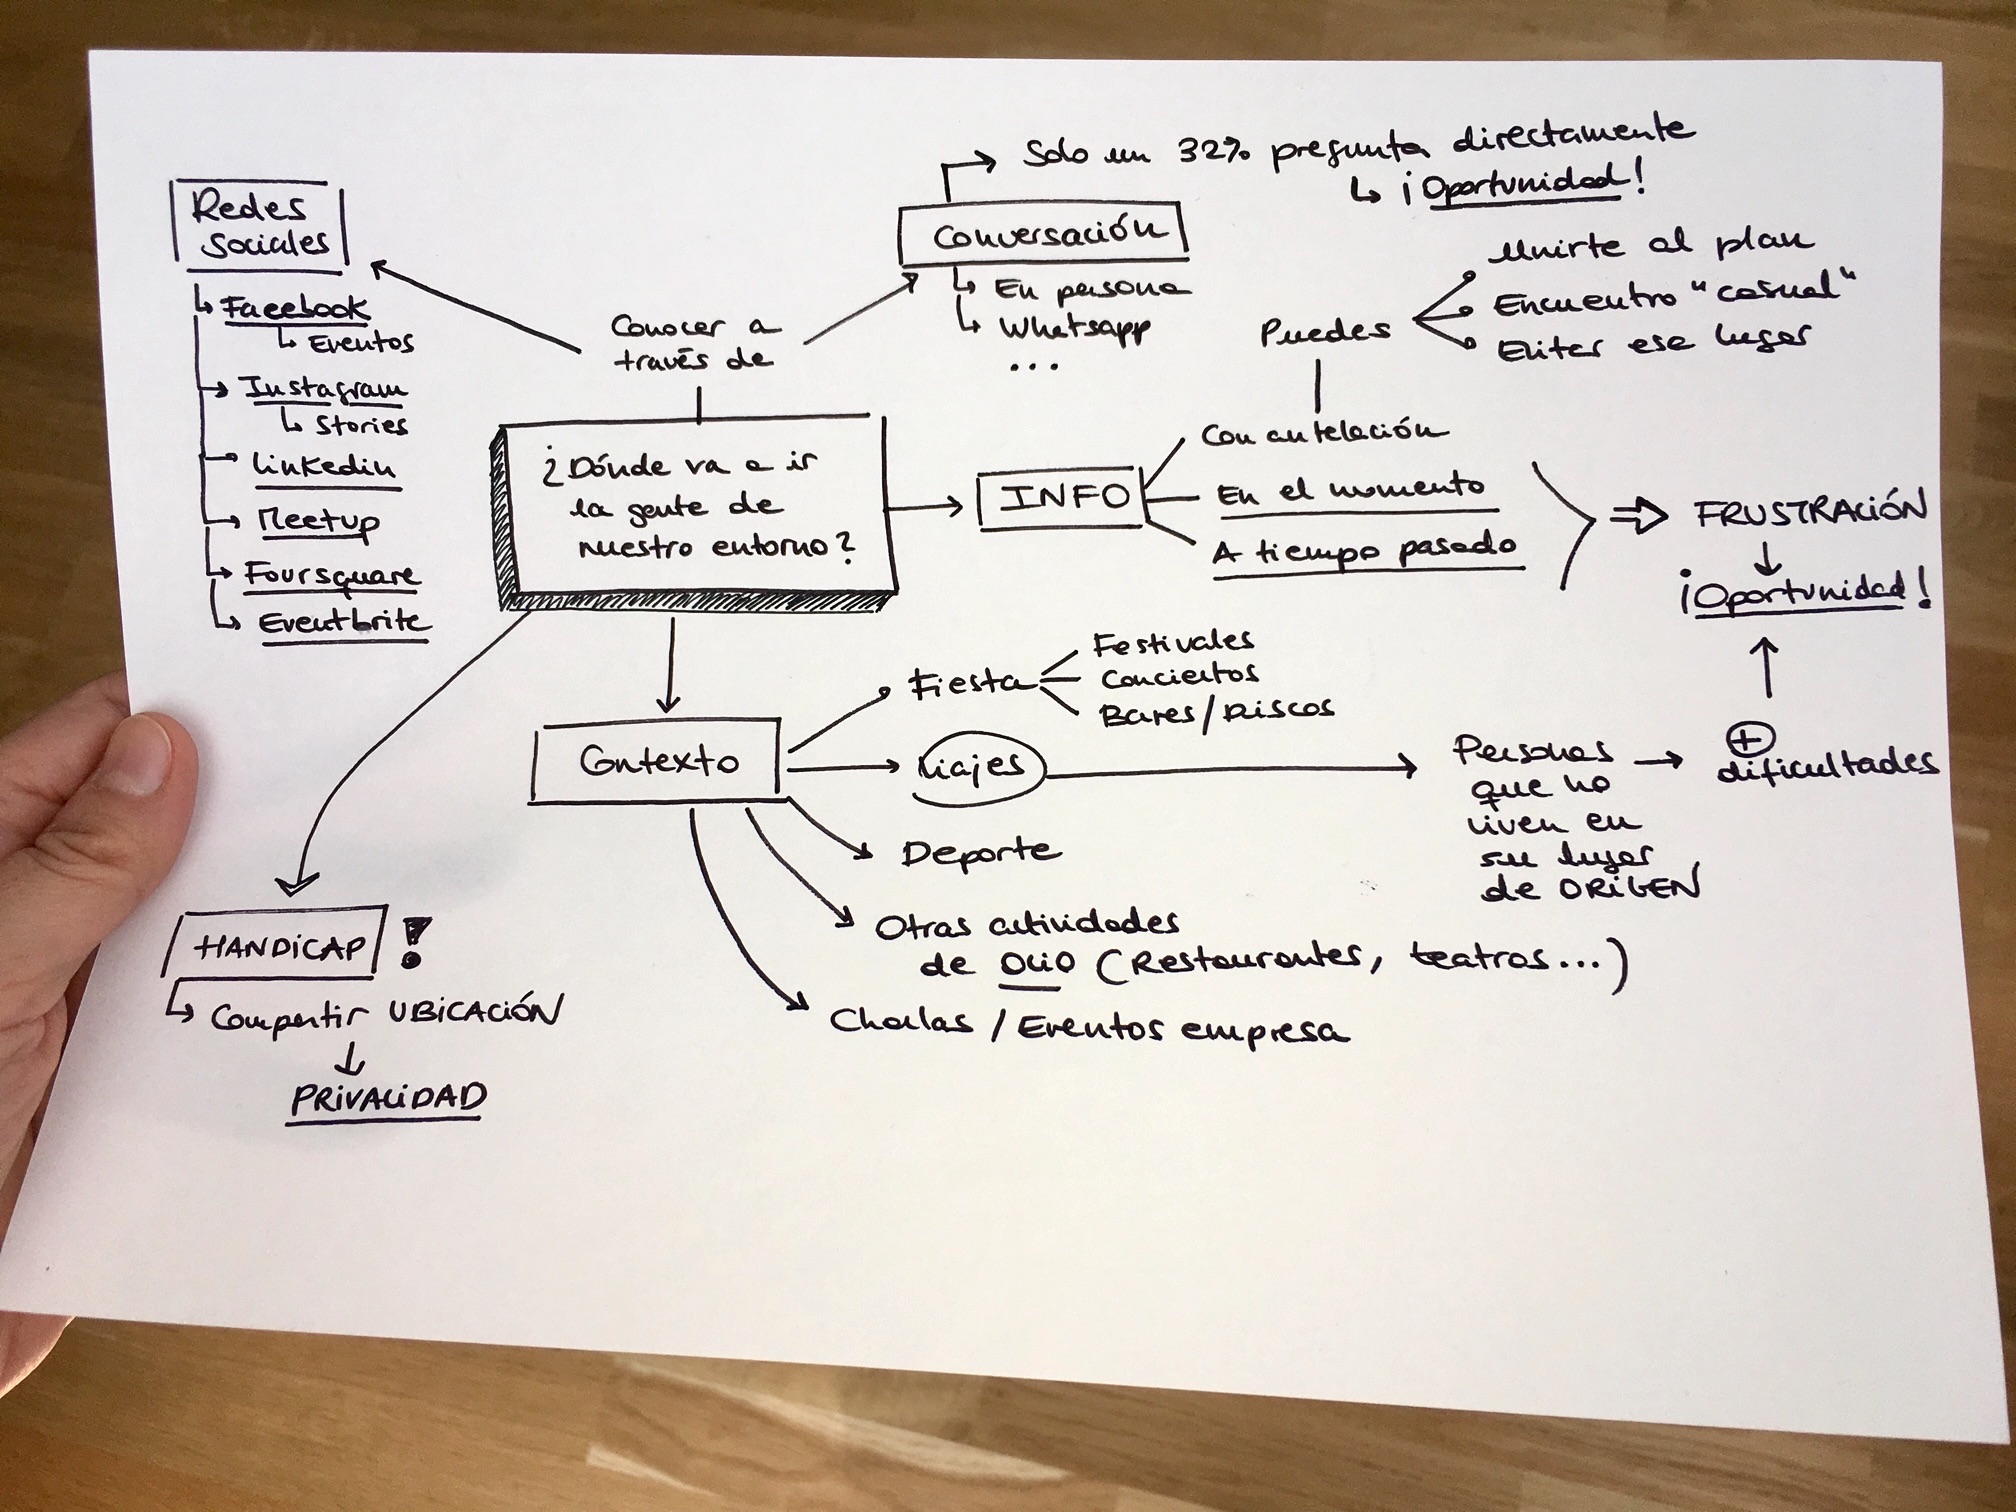 Redes
Sociales
↳ Facebook
↳ Eventos
→ Instagram
↳ Stories
Linkedin
→ Meetup
↳ Foursquare
↳ Eventbrite
Conocer a
través de
→ Solo un 32% pregunta directamente
↳ ¡Oportunidad!
Conversación
↳ En persona
↳ Whatsapp
...
Puedes
Unirte al plan
Encuentro "casual"
Evitar ese lugar
¿Dónde va a ir
la gente de
nuestro entorno?
INFO
Con antelación
En el momento
A tiempo pasado
⇒ FRUSTRACIÓN
↓
¡Oportunidad!
↑
⊕
dificultades
Contexto
Fiesta
Festivales
Conciertos
Bares/Discos
Viajes
Personas →
que no
viven en
su lugar
de ORIGEN
Deporte
Otras actividades
de OCIO (Restaurantes, teatros...)
Charlas / Eventos empresa
HANDICAP !
↳ Compartir UBICACIÓN
↓
PRIVACIDAD